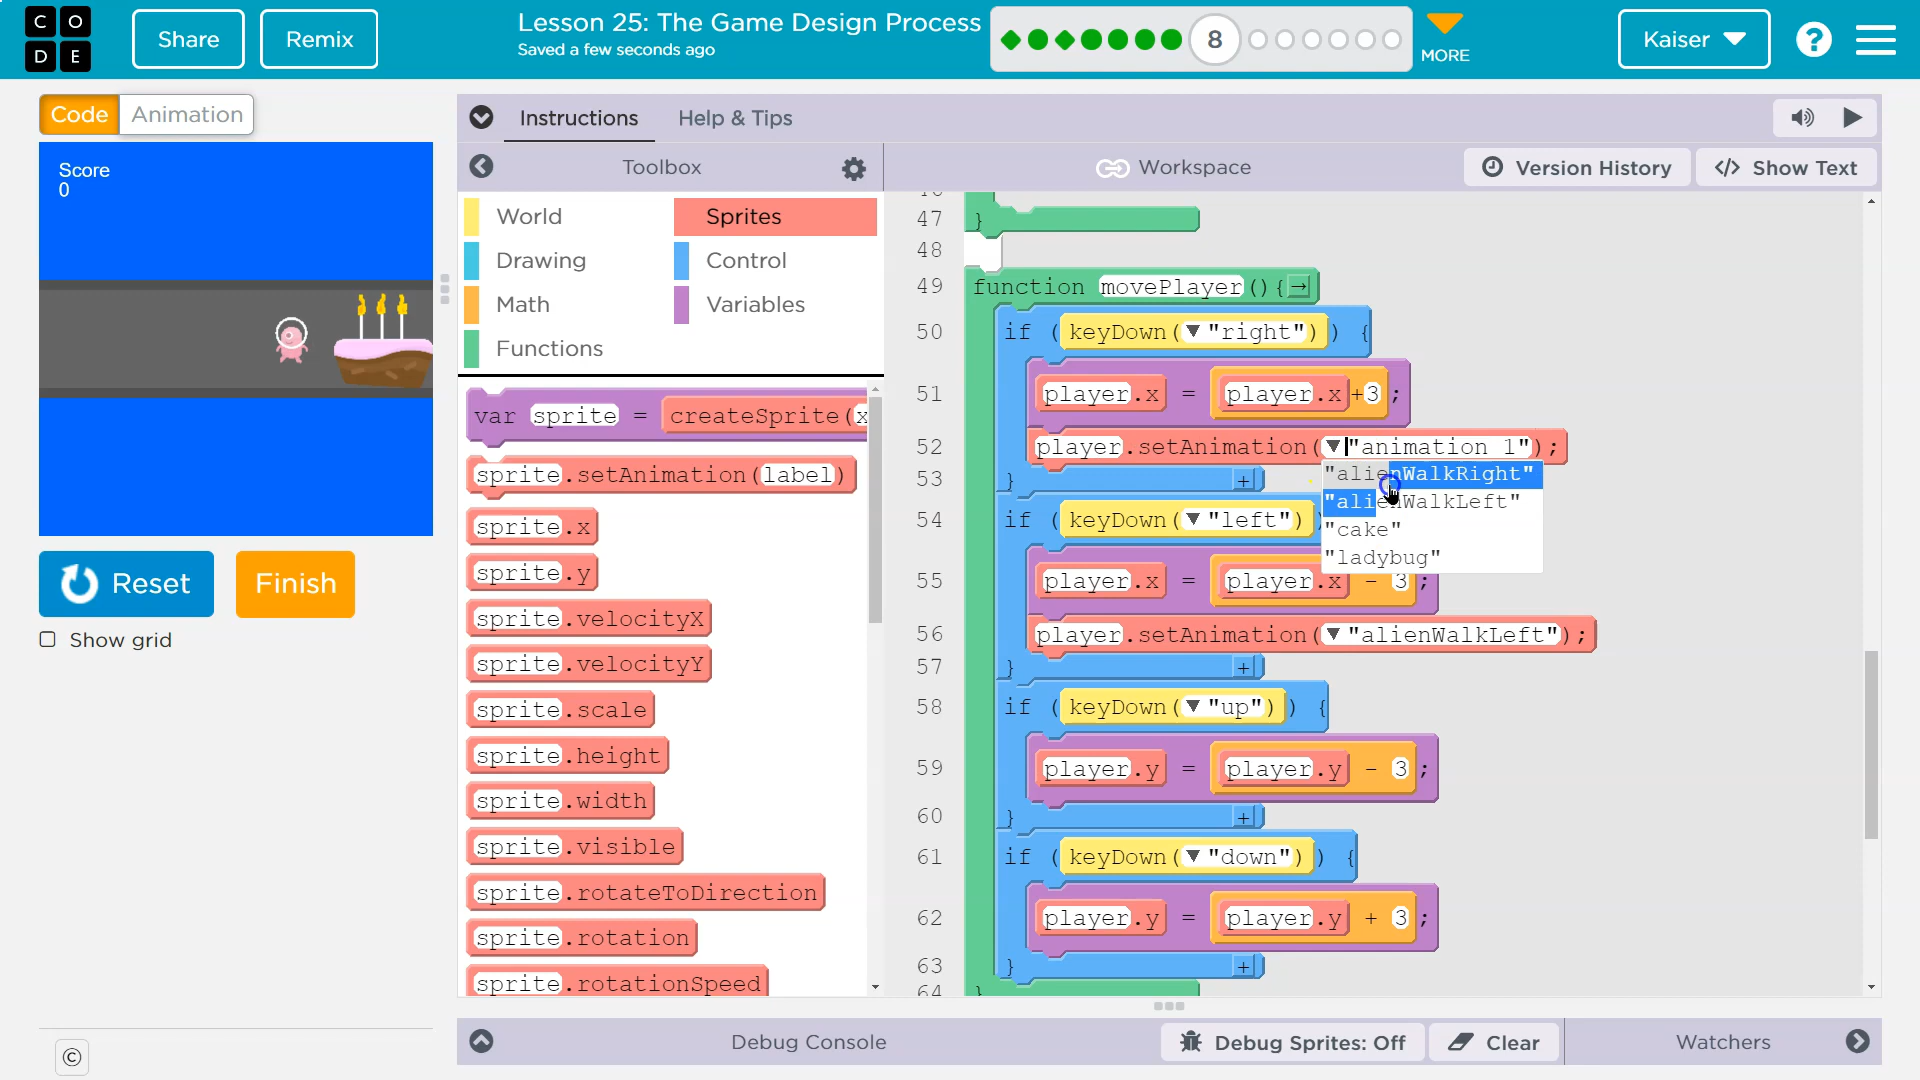 CODE
Share
Remix
Lesson 25: The Game Design Process
Saved a few seconds ago
8
MORE
Kaiser
?
Code
Animation
Score
0
Reset
Finish
Show grid
©
Instructions
Help & Tips
Toolbox
Workspace
Version History
</> Show Text
World
Sprites
Drawing
Control
Math
Variables
Functions
var sprite = createSprite(x
sprite.setAnimation(label)
sprite.x
sprite.y
sprite.velocityX
sprite.velocityY
sprite.scale
sprite.height
sprite.width
sprite.visible
sprite.rotateToDirection
sprite.rotation
sprite.rotationSpeed
47 }
48
49 function movePlayer(){→
50 if (keyDown(▼"right")) {
51 player.x = player.x+3;
52 player.setAnimation(▼"animation 1");
"alienWalkRight"
"alienWalkLeft"
"cake"
"ladybug"
53 } +
54 if (keyDown(▼"left")
55 player.x = player.x - 3;
56 player.setAnimation(▼"alienWalkLeft");
57 } +
58 if (keyDown(▼"up")) {
59 player.y = player.y - 3;
60 } +
61 if (keyDown(▼"down")) {
62 player.y = player.y + 3;
63 } +
64 }
Debug Console
Debug Sprites: Off
Clear
Watchers